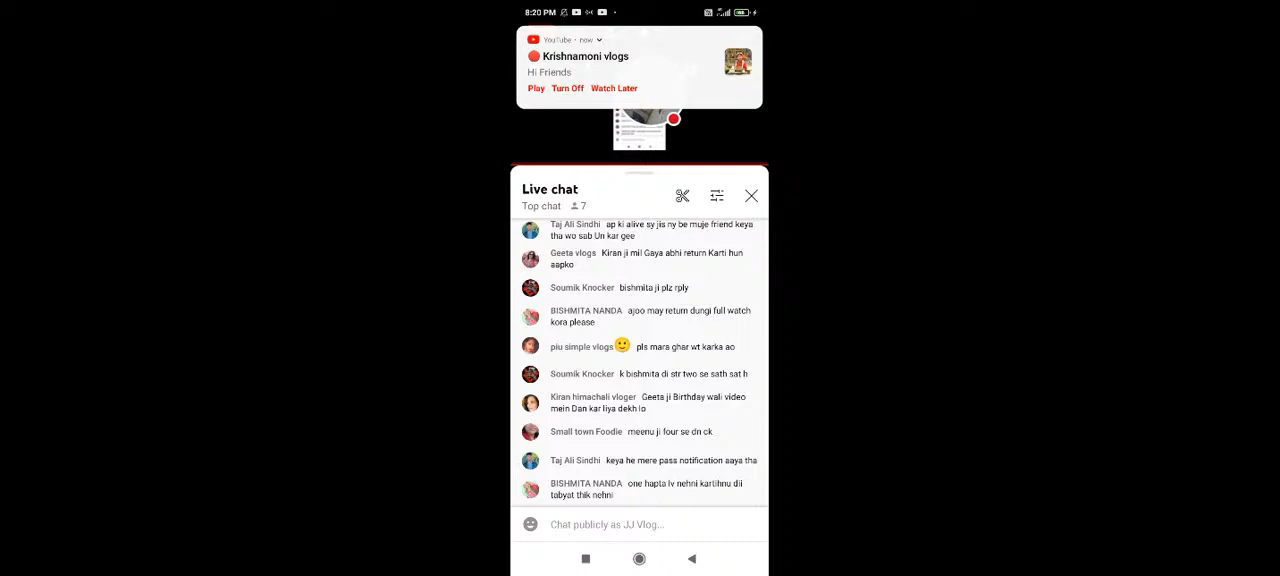 8:20 PM
YouTube • now
Krishnamoni vlogs
Hi Friends
Play Turn Off Watch Later
Live chat
Top chat 7
Taj Ali Sindhi ap ki alive sy jis ny be muje friend keya
tha wo sab Un kar gee
Geeta vlogs Kiran ji mil Gaya abhi return Karti hun
aapko
Soumik Knocker bishmita ji plz rply
BISHMITA NANDA ajoo may return dungi full watch
kora please
piu simple vlogs🙂 pls mara ghar wt karka ao
Soumik Knocker k bishmita di str two se sath sat h
Kiran himachali vloger Geeta ji Birthday wali video
mein Dan kar liya dekh lo
Small town Foodie meenu ji four se dn ck
Taj Ali Sindhi keya he mere pass notification aaya tha
BISHMITA NANDA one hapta lv nehni kartihnu dii
tabyat thik nehni
Chat publicly as JJ Vlog...